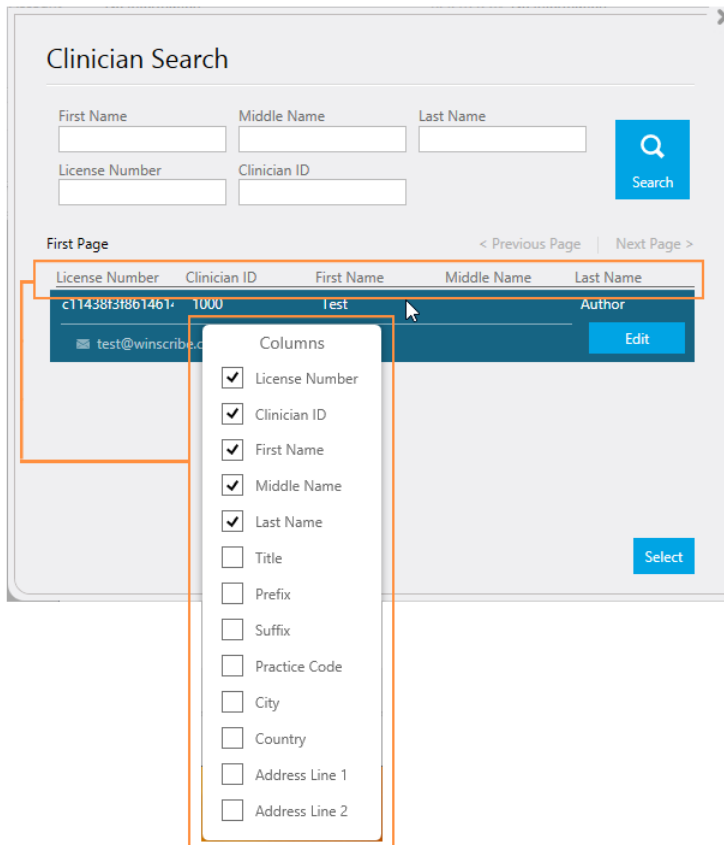 Clinician Search
First Name Middle Name Last Name
License Number Clinician ID
Search
First Page < Previous Page | Next Page >
License Number Clinician ID First Name Middle Name Last Name
1000 Test Author
test@winscribe.c
Edit
Columns
License Number
Clinician ID
First Name
Middle Name
Last Name
Title
Prefix
Suffix
Practice Code
City
Country
Address Line 1
Address Line 2
Select